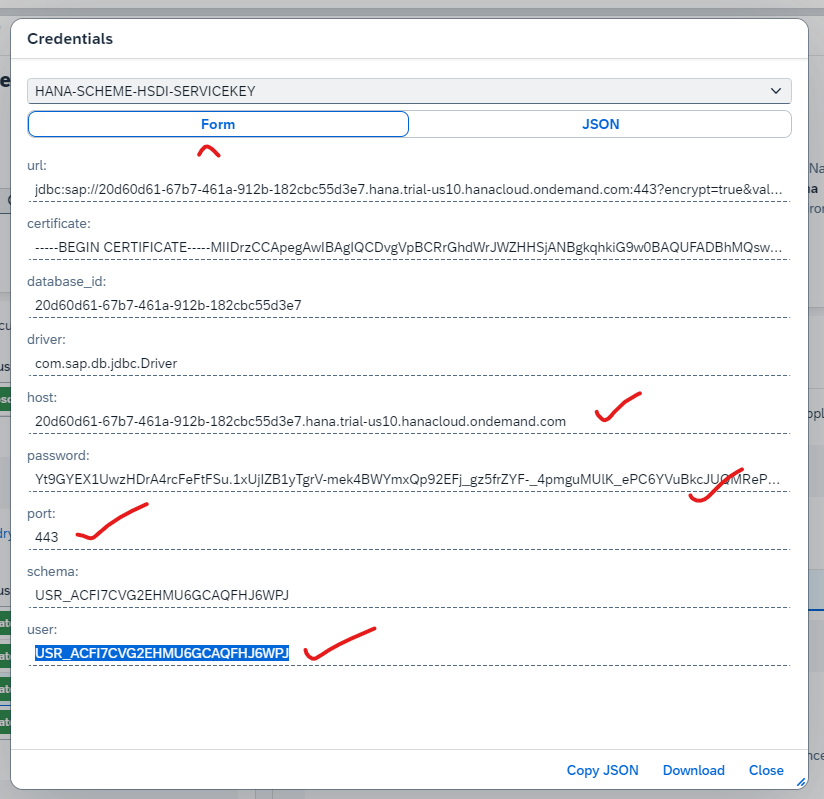 Credentials
HANA-SCHEME-HSDI-SERVICEKEY
Form
JSON
url:
jdbc:sap://20d60d61-67b7-461a-912b-182cbc55d3e7.hana.trial-us10.hanacloud.ondemand.com:443?encrypt=true&val...
certificate:
-----BEGIN CERTIFICATE-----MIIDrzCCApegAwIBAgIQCDvgVpBCRrGhdWrJWZHHSjANBgkqhkiG9w0BAQUFADBhMQsw...
database_id:
20d60d61-67b7-461a-912b-182cbc55d3e7
driver:
com.sap.db.jdbc.Driver
host:
20d60d61-67b7-461a-912b-182cbc55d3e7.hana.trial-us10.hanacloud.ondemand.com
password:
Yt9GYEX1UwzHDrA4rcFeFtFSu.1xUjIZB1yTgrV-mek4BWYmxQp92EFj_gz5frZYF-_4pmguMUlK_ePC6YVuBkcJUQMReP...
port:
443
schema:
USR_ACFI7CVG2EHMU6GCAQFHJ6WPJ
user:
USR_ACFI7CVG2EHMU6GCAQFHJ6WPJ
Copy JSON
Download
Close